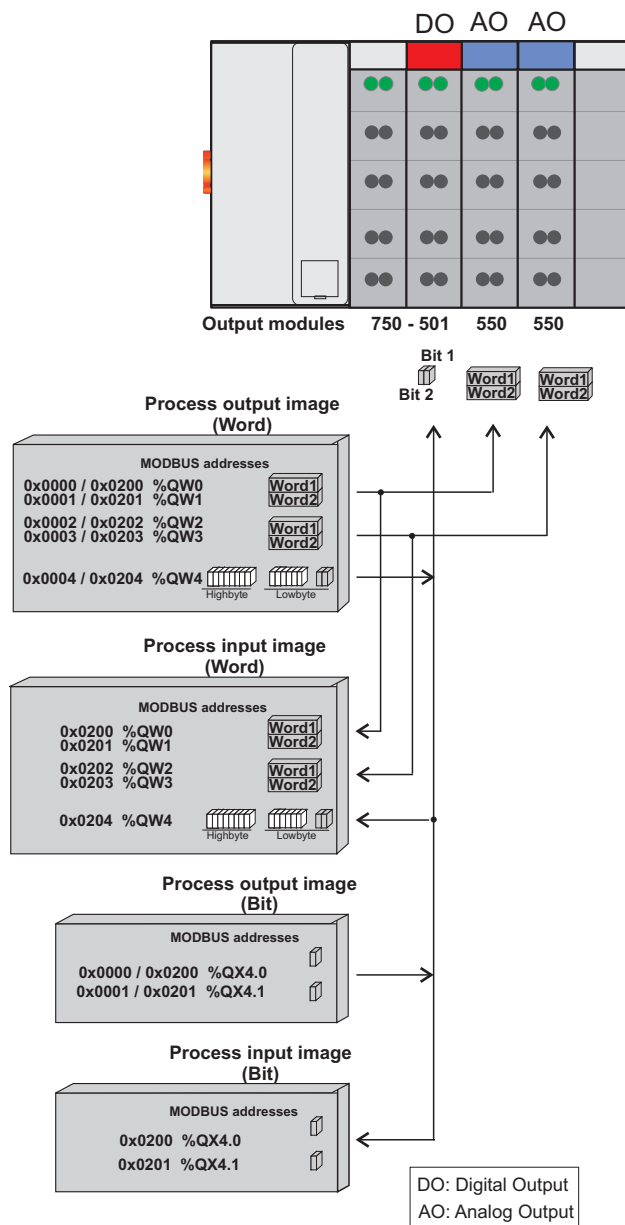 DO AO AO
Output modules 750 - 501 550 550
Bit 1
Bit 2
Word1 Word1
Word2 Word2
Process output image
(Word)
MODBUS addresses
0x0000 / 0x0200 %QW0 Word1
0x0001 / 0x0201 %QW1 Word2
0x0002 / 0x0202 %QW2 Word1
0x0003 / 0x0203 %QW3 Word2
0x0004 / 0x0204 %QW4
Highbyte Lowbyte
Process input image
(Word)
MODBUS addresses
0x0200 %QW0 Word1
0x0201 %QW1 Word2
0x0202 %QW2 Word1
0x0203 %QW3 Word2
0x0204 %QW4
Highbyte Lowbyte
Process output image
(Bit)
MODBUS addresses
0x0000 / 0x0200 %QX4.0
0x0001 / 0x0201 %QX4.1
Process input image
(Bit)
MODBUS addresses
0x0200 %QX4.0
0x0201 %QX4.1
DO: Digital Output
AO: Analog Output